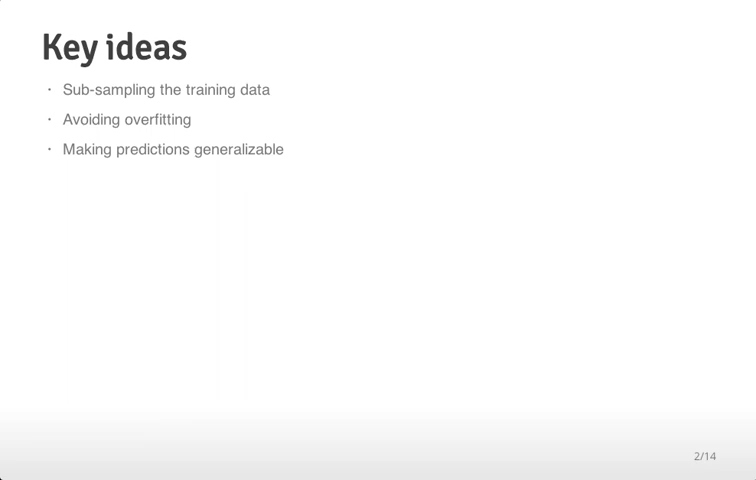 Key ideas
· Sub-sampling the training data
· Avoiding overfitting
· Making predictions generalizable
2/14